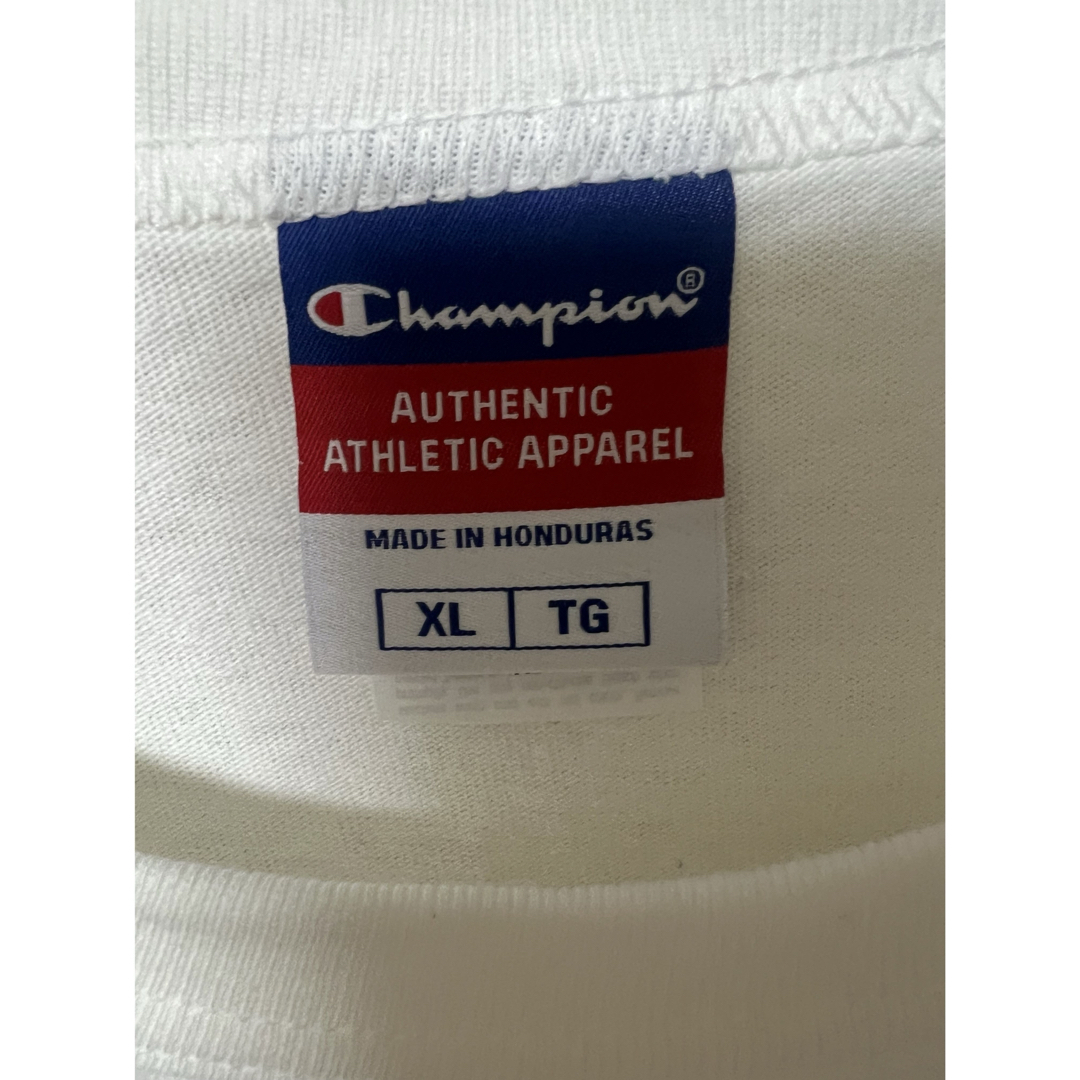 Champion®
AUTHENTIC
ATHLETIC APPAREL
MADE IN HONDURAS
XL TG